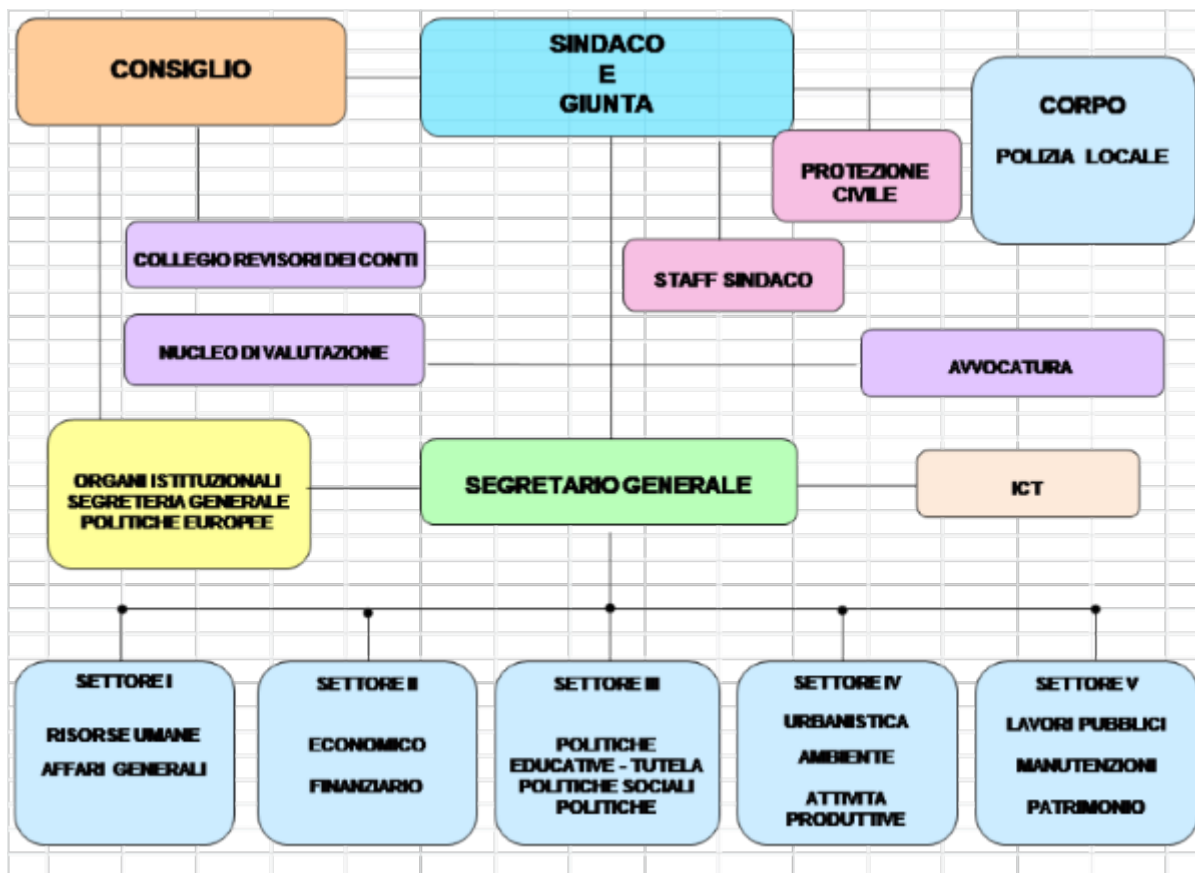 CONSIGLIO
SINDACO
E
GIUNTA
CORPO
POLIZIA LOCALE
PROTEZIONE
CIVILE
COLLEGIO REVISORI DEI CONTI
STAFF SINDACO
NUCLEO DI VALUTAZIONE
AVVOCATURA
ORGANI ISTITUZIONALI
SEGRETERIA GENERALE
POLITICHE EUROPEE
SEGRETARIO GENERALE
ICT
SETTORE I
RISORSE UMANE
AFFARI GENERALI
SETTORE II
ECONOMICO
FINANZIARIO
SETTORE III
POLITICHE
EDUCATIVE - TUTELA
POLITICHE SOCIALI
POLITICHE
SETTORE IV
URBANISTICA
AMBIENTE
ATTIVITA
PRODUTTIVE
SETTORE V
LAVORI PUBBLICI
MANUTENZIONI
PATRIMONIO